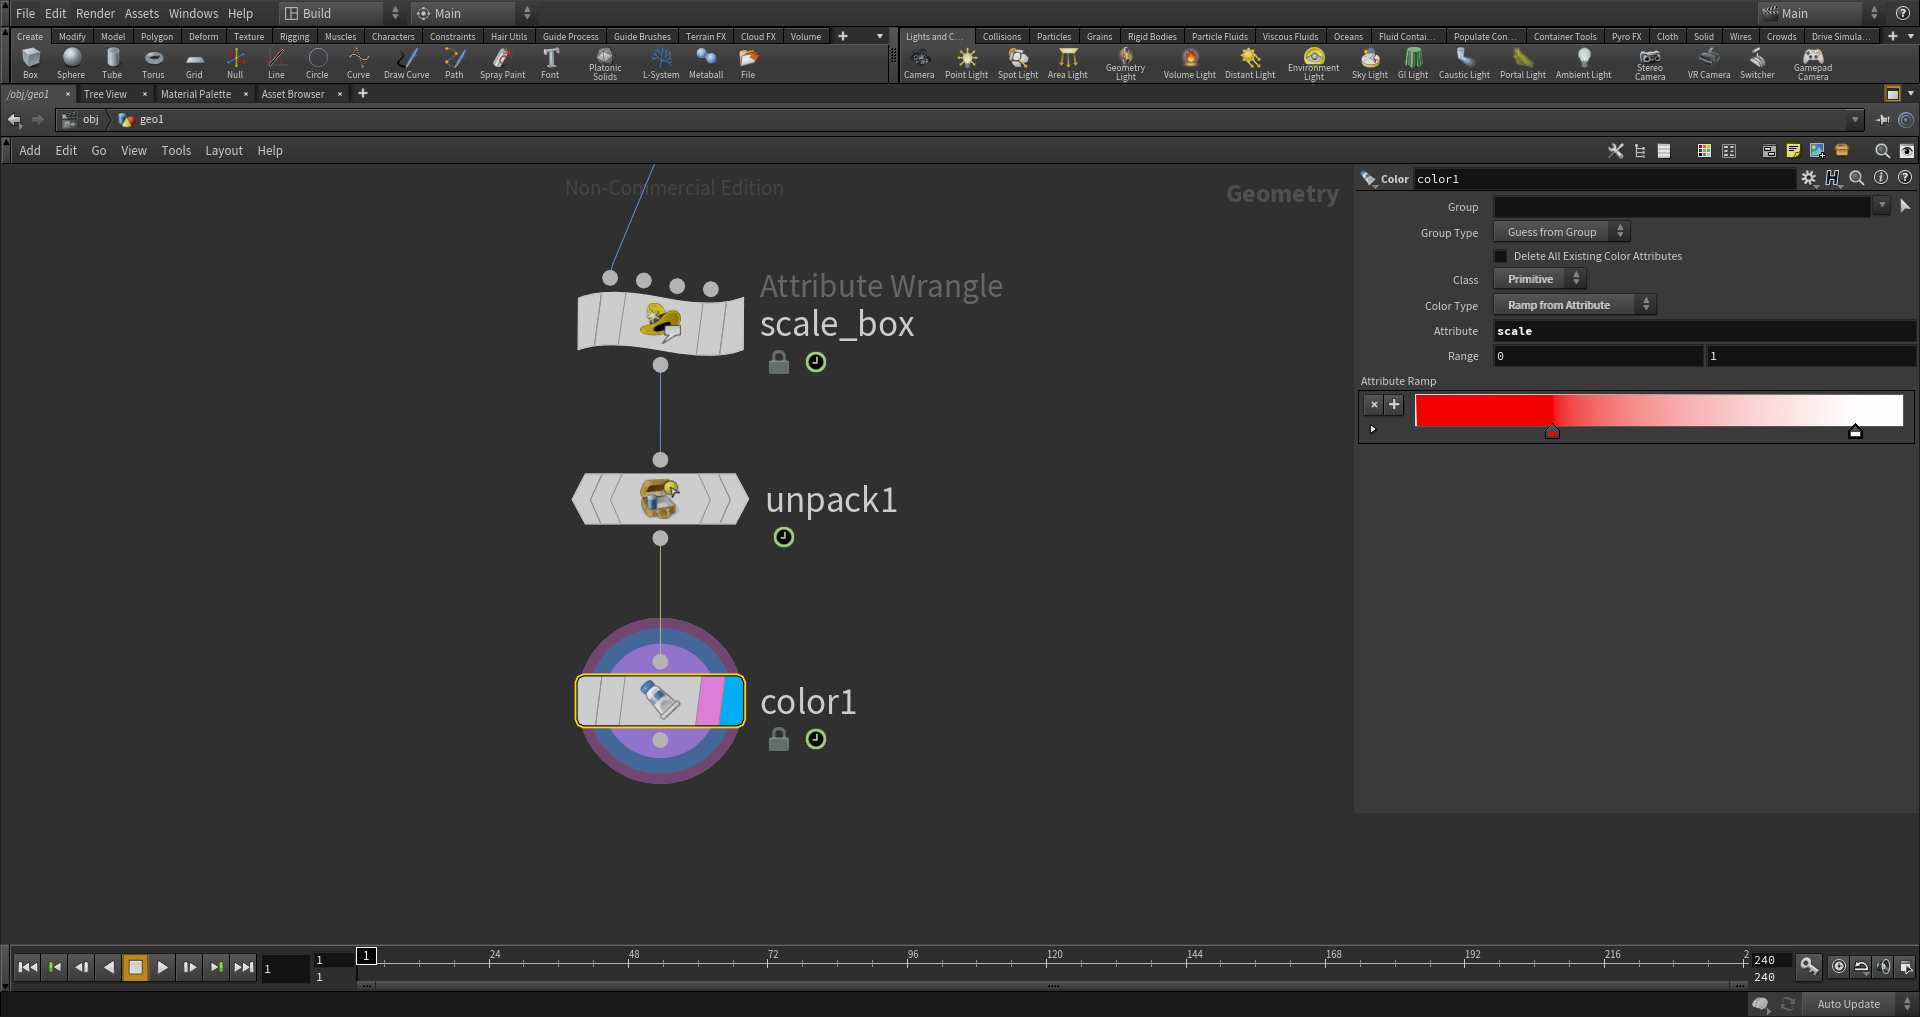 File Edit Render Assets Windows Help Build Main Main
Create Modify Model Polygon Deform Texture Rigging Muscles Characters Constraints Hair Utils Guide Process Guide Brushes Terrain FX Cloud FX Volume
Lights and C... Collisions Particles Grains Rigid Bodies Particle Fluids Viscous Fluids Oceans Fluid Contai... Populate Con... Container Tools Pyro FX Cloth Solid Wires Crowds Drive Simula...
Box Sphere Tube Torus Grid Null Line Circle Curve Draw Curve Path Spray Paint Font Platonic Solids L-System Metaball File
Camera Point Light Spot Light Area Light Geometry Light Volume Light Distant Light Environment Light Sky Light GI Light Caustic Light Portal Light Ambient Light Stereo Camera VR Camera Switcher Gamepad Camera
/obj/geo1 Tree View Material Palette Asset Browser
obj geo1
Add Edit Go View Tools Layout Help
Non-Commercial Edition
Geometry
Attribute Wrangle
scale_box
unpack1
color1
Color color1
Group
Group Type Guess from Group
Delete All Existing Color Attributes
Class Primitive
Color Type Ramp from Attribute
Attribute scale
Range 0 1
Attribute Ramp
1 1 1 24 48 72 96 120 144 168 192 216 2 240
1 240
Auto Update